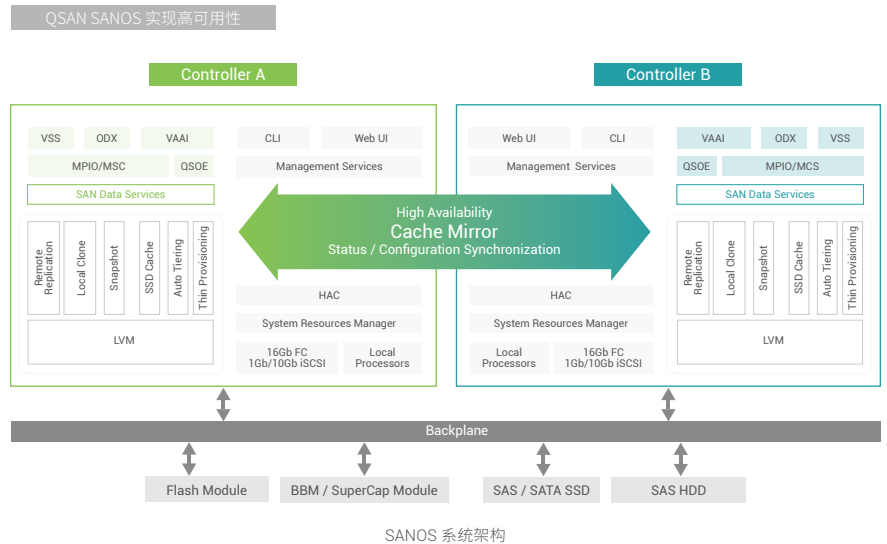 QSAN SANOS 实现高可用性
Controller A
Controller B
VSS
ODX
VAAI
MPIO/MSC
QSOE
SAN Data Services
CLI
Web UI
Management Services
Remote
Replication
Local Clone
Snapshot
SSD Cache
Auto Tiering
Thin Provisioning
LVM
HAC
System Resources Manager
16Gb FC
1Gb/10Gb iSCSI
Local
Processors
High Availability
Cache Mirror
Status / Configuration Synchronization
Web UI
CLI
Management Services
VAAI
ODX
VSS
QSOE
MPIO/MCS
SAN Data Services
HAC
System Resources Manager
Local
Processors
16Gb FC
1Gb/10Gb iSCSI
Remote
Replication
Local Clone
Snapshot
SSD Cache
Auto Tiering
Thin Provisioning
LVM
Backplane
Flash Module
BBM / SuperCap Module
SAS / SATA SSD
SAS HDD
SANOS 系统架构